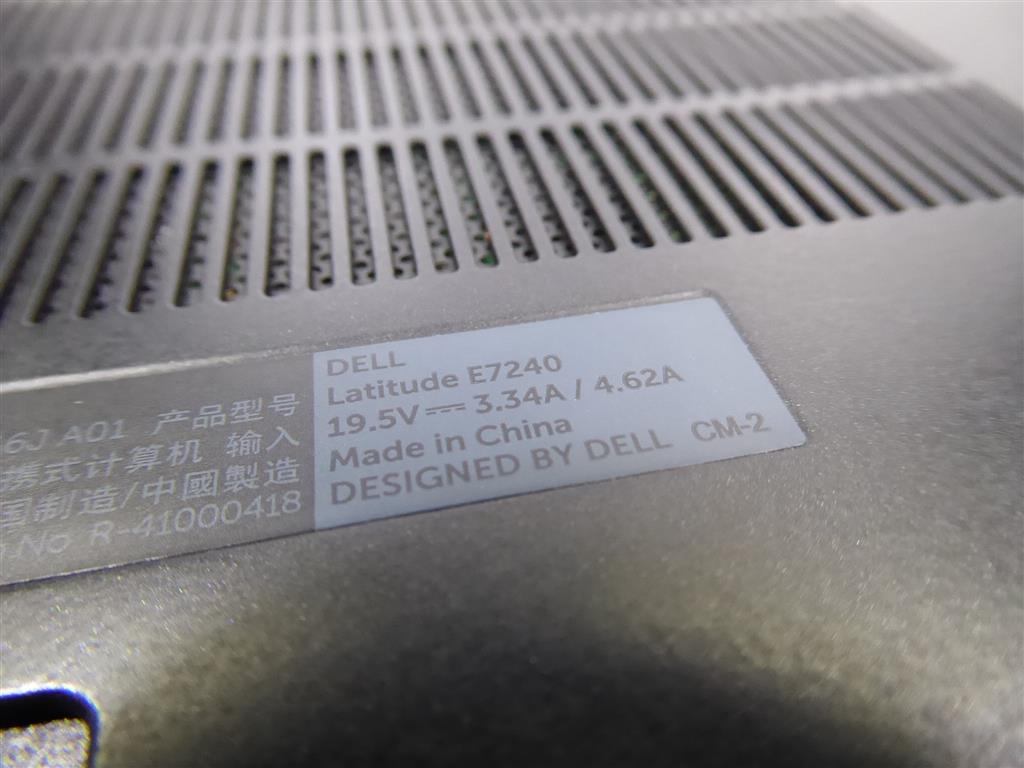 6J A01 产品型号
携式计算机 输入
国制造/中國製造
No R-41000418
DELL
Latitude E7240
19.5V⎓ 3.34A / 4.62A
Made in China
DESIGNED BY DELL CM-2